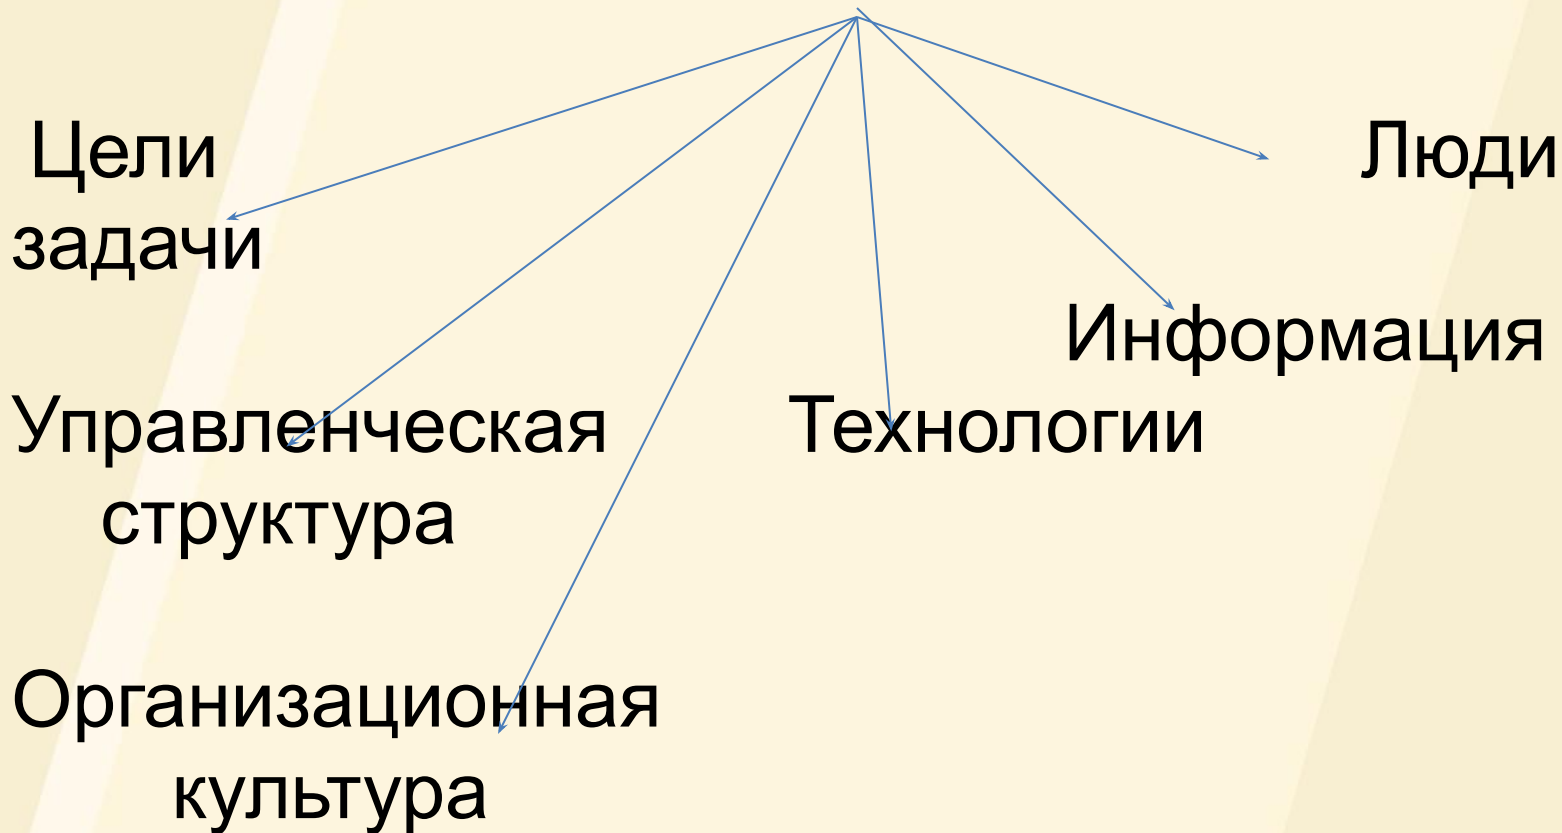 Цели Люди
задачи
Информация
Управленческая Технологии
структура
Организационная
культура